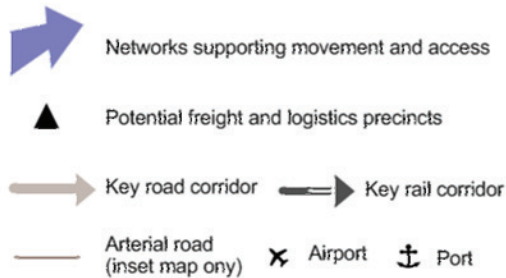 Networks supporting movement and access
Potential freight and logistics precincts
Key road corridor
Key rail corridor
Arterial road
(inset map ony)
Airport
Port